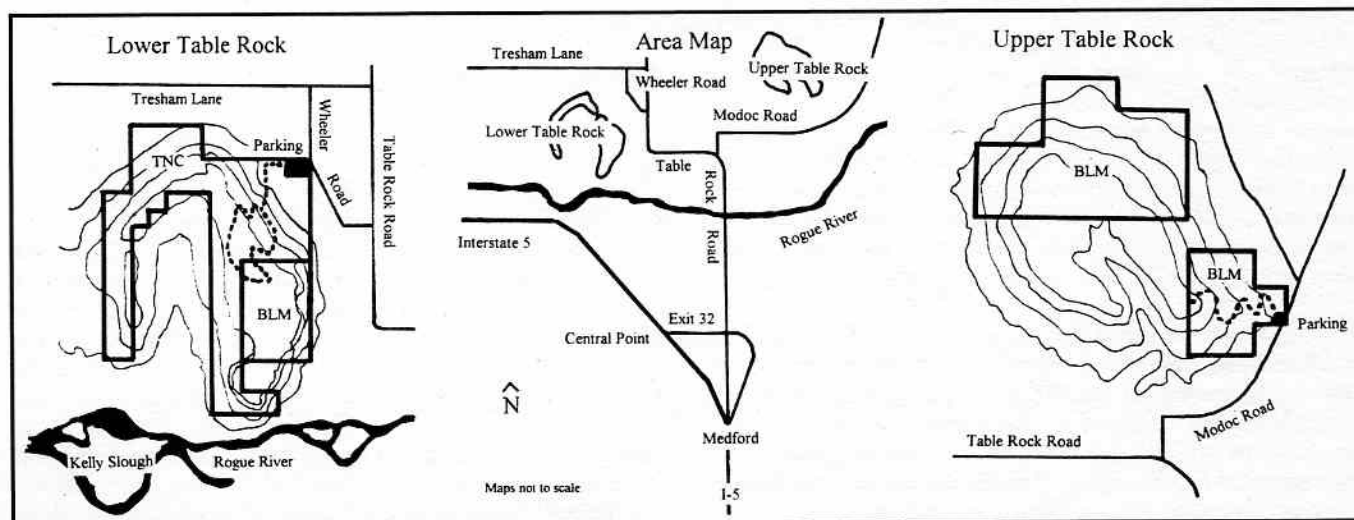 Lower Table Rock
Tresham Lane
Wheeler
Road
Table Rock Road
Parking
TNC
BLM
Kelly Slough
Rogue River
Area Map
Tresham Lane
Wheeler Road
Upper Table Rock
Modoc Road
Lower Table Rock
Table
Rock
Road
Rogue River
Interstate 5
Exit 32
Central Point
N
Medford
Maps not to scale
I-5
Upper Table Rock
BLM
BLM
Parking
Modoc Road
Table Rock Road